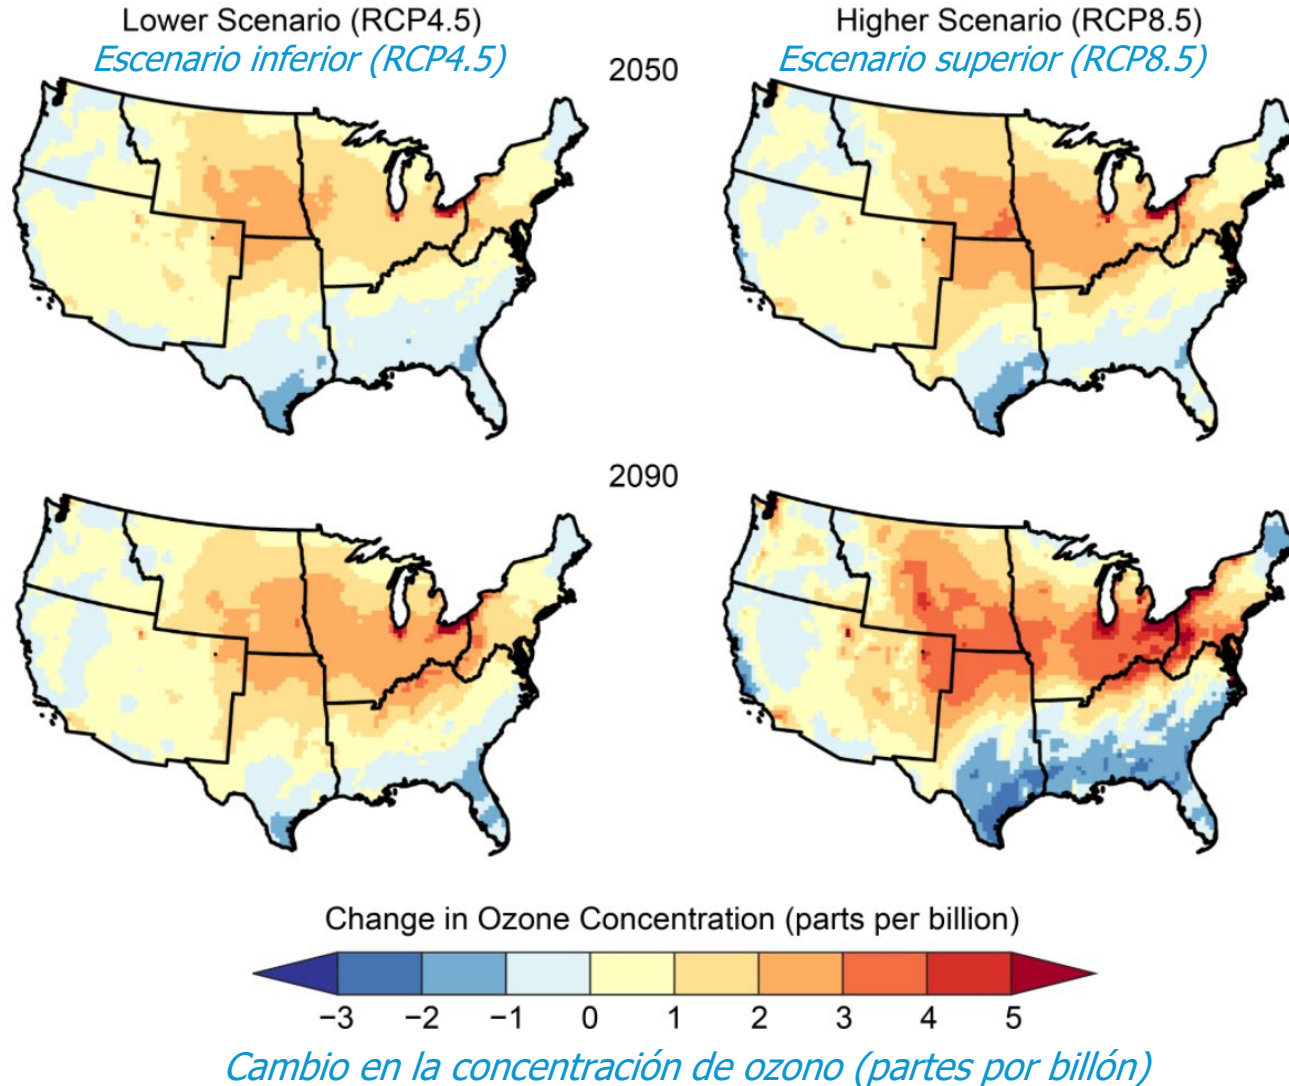 Lower Scenario (RCP4.5)
Escenario inferior (RCP4.5)
Higher Scenario (RCP8.5)
Escenario superior (RCP8.5)
2050
2090
Change in Ozone Concentration (parts per billion)
−3 −2 −1 0 1 2 3 4 5
Cambio en la concentración de ozono (partes por billón)